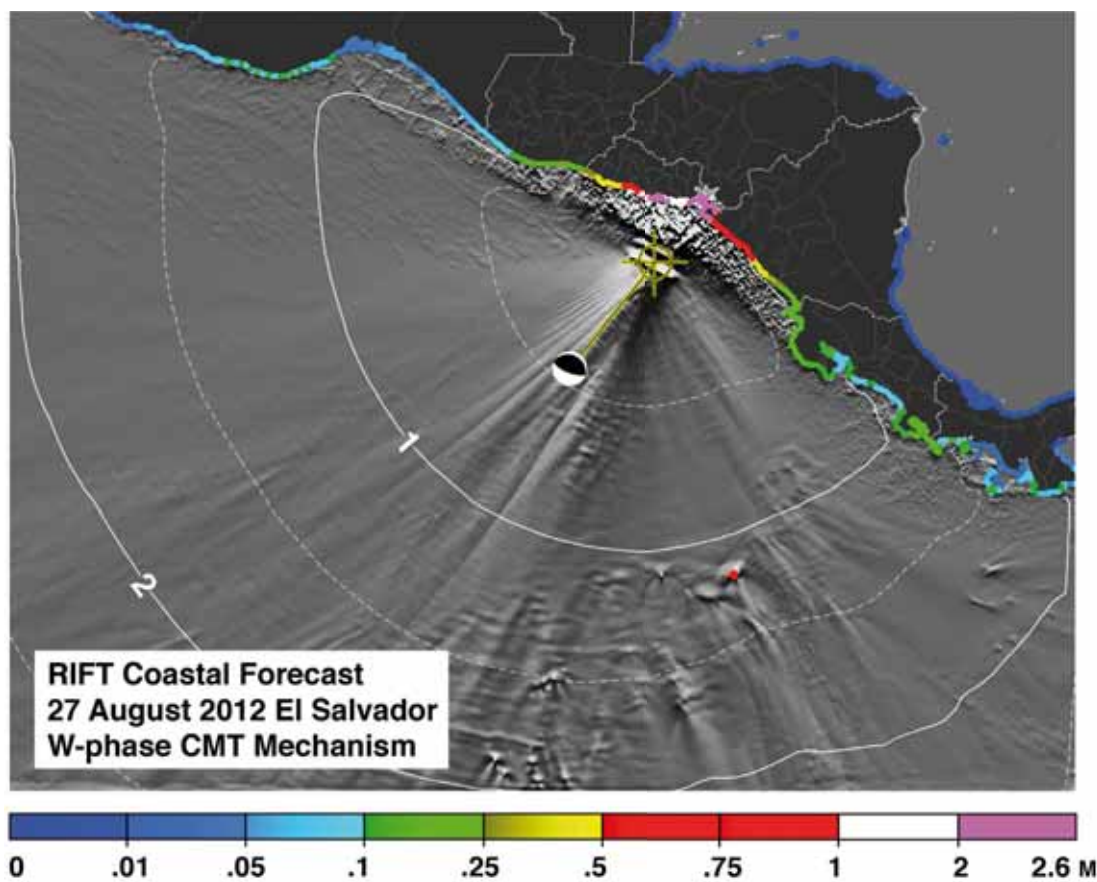 1
2
RIFT Coastal Forecast
27 August 2012 El Salvador
W-phase CMT Mechanism
0 .01 .05 .1 .25 .5 .75 1 2 2.6 M